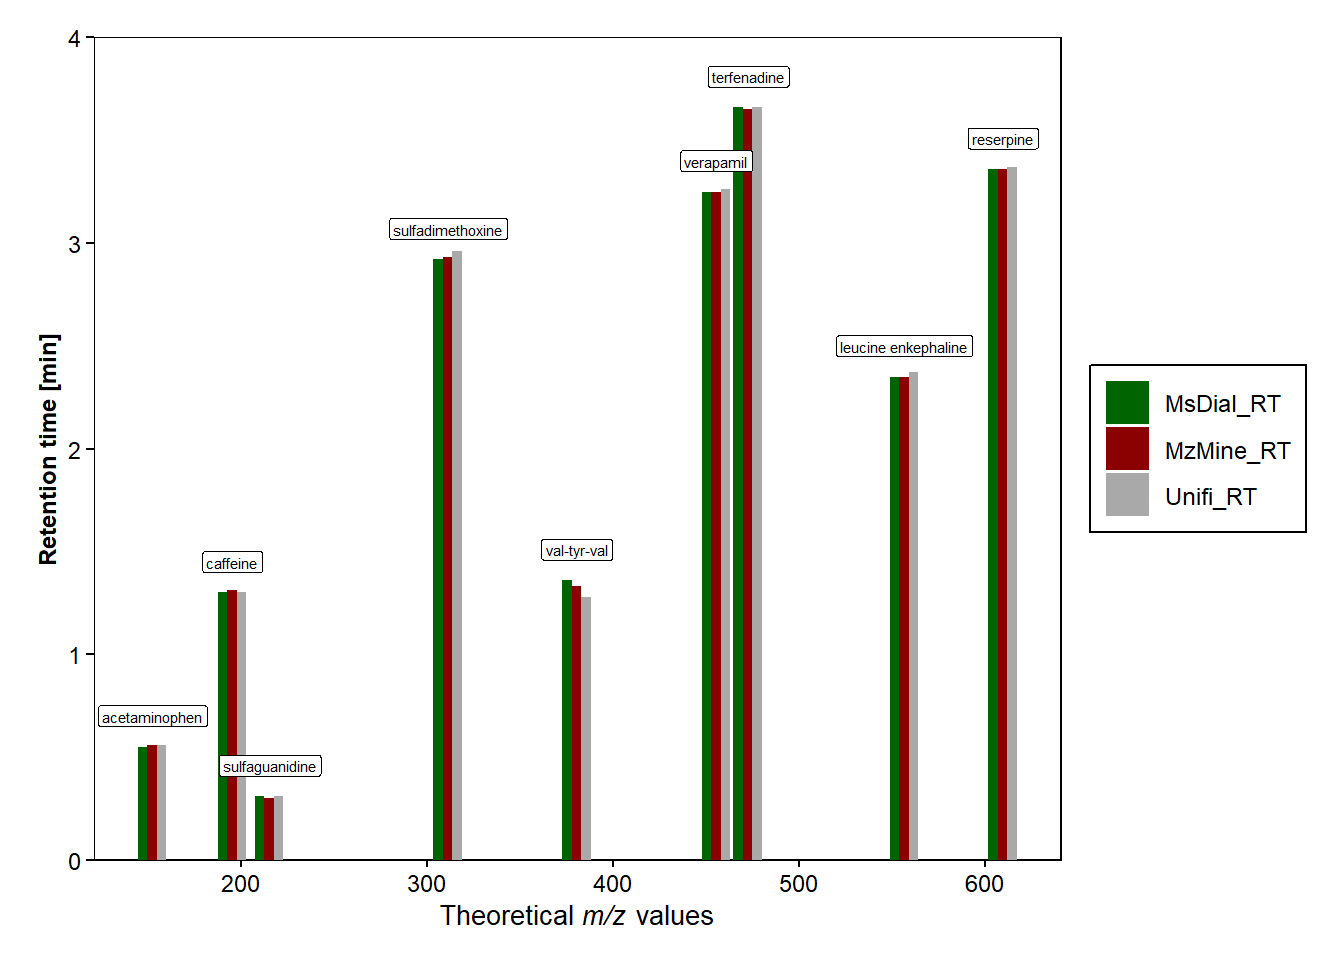 4
terfenadine
reserpine
verapamil
sulfadimethoxine
3
leucine enkephaline
Retention time [min]
MsDial_RT
MzMine_RT
Unifi_RT
2
val-tyr-val
caffeine
1
acetaminophen
sulfaguanidine
0
200 300 400 500 600
Theoretical m/z values